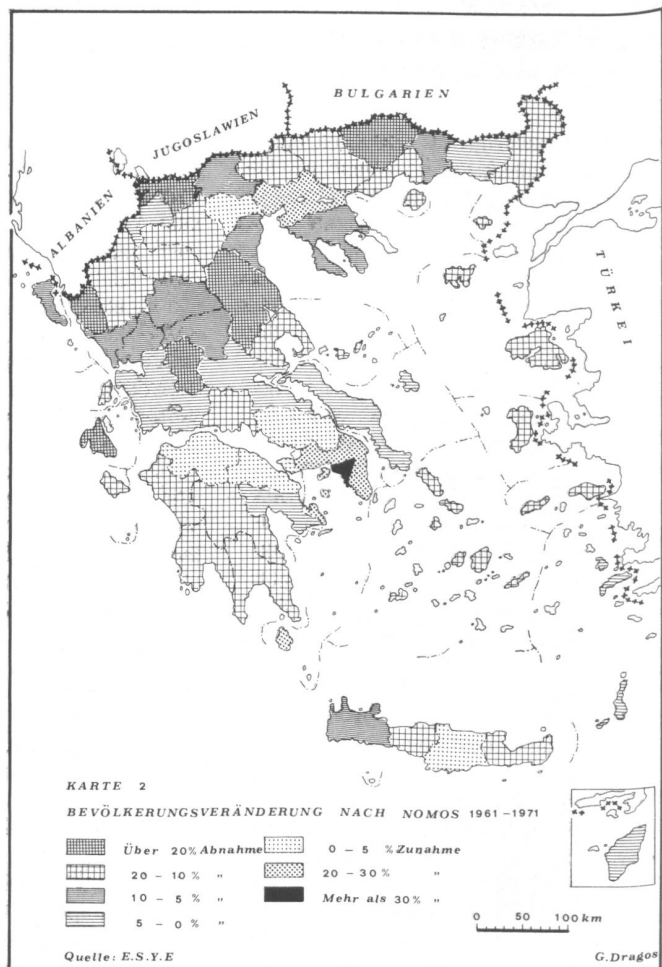 BULGARIEN
JUGOSLAWIEN
ALBANIEN
TÜRKEI
KARTE 2
BEVÖLKERUNGSVERÄNDERUNG NACH NOMOS 1961–1971
Über 20% Abnahme
20 – 10% "
10 – 5 % "
5 – 0 % "
0 – 5 % Zunahme
20 – 30% "
Mehr als 30% "
0 50 100 km
Quelle: E.S.Y.E
G.Dragos